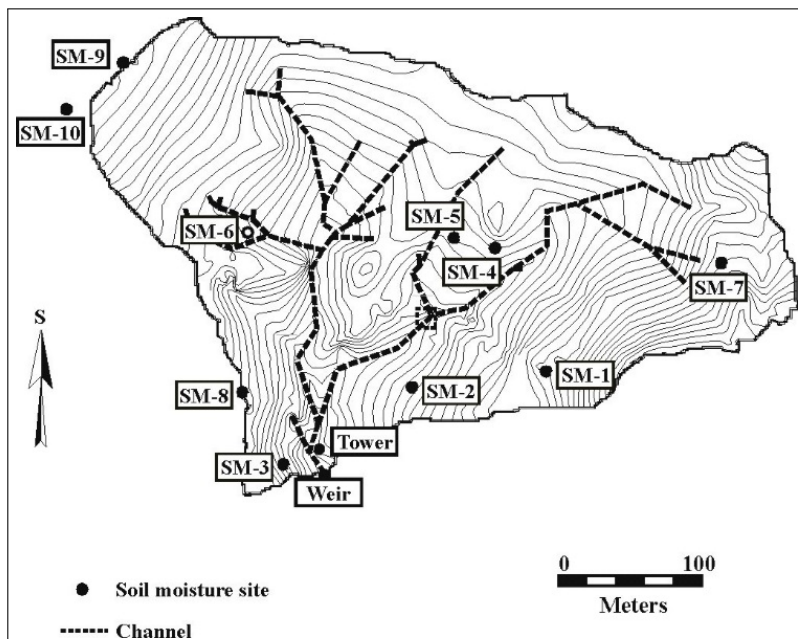 SM-9
SM-10
SM-5
SM-6
SM-4
SM-7
S
SM-1
SM-8
SM-2
Tower
SM-3
Weir
0 100
Meters
Soil moisture site
Channel